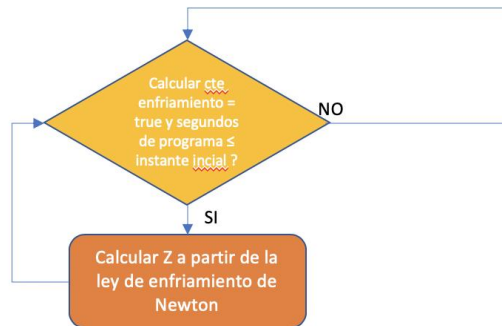 Calcular cte
enfriamiento =
true y segundos
de programa ≤
instante incial ?
NO
SI
Calcular Z a partir de la
ley de enfriamiento de
Newton